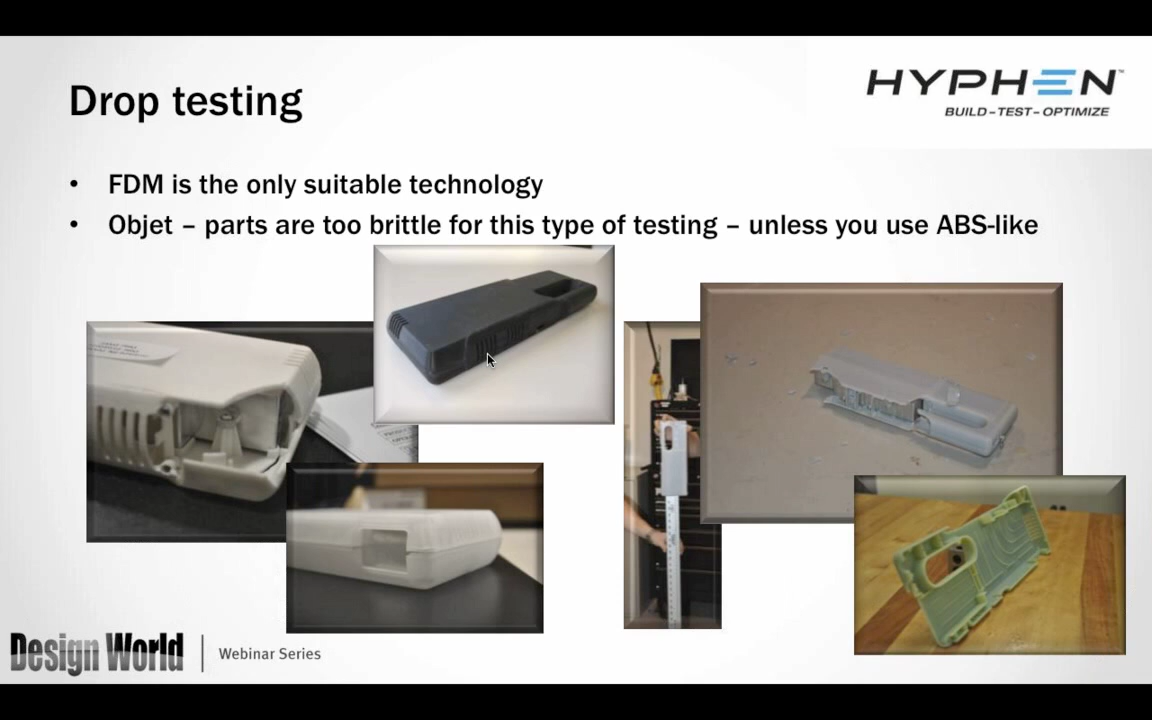 Drop testing
HYPHEN™
BUILD – TEST – OPTIMIZE
• FDM is the only suitable technology
• Objet – parts are too brittle for this type of testing – unless you use ABS-like
Design World
Webinar Series